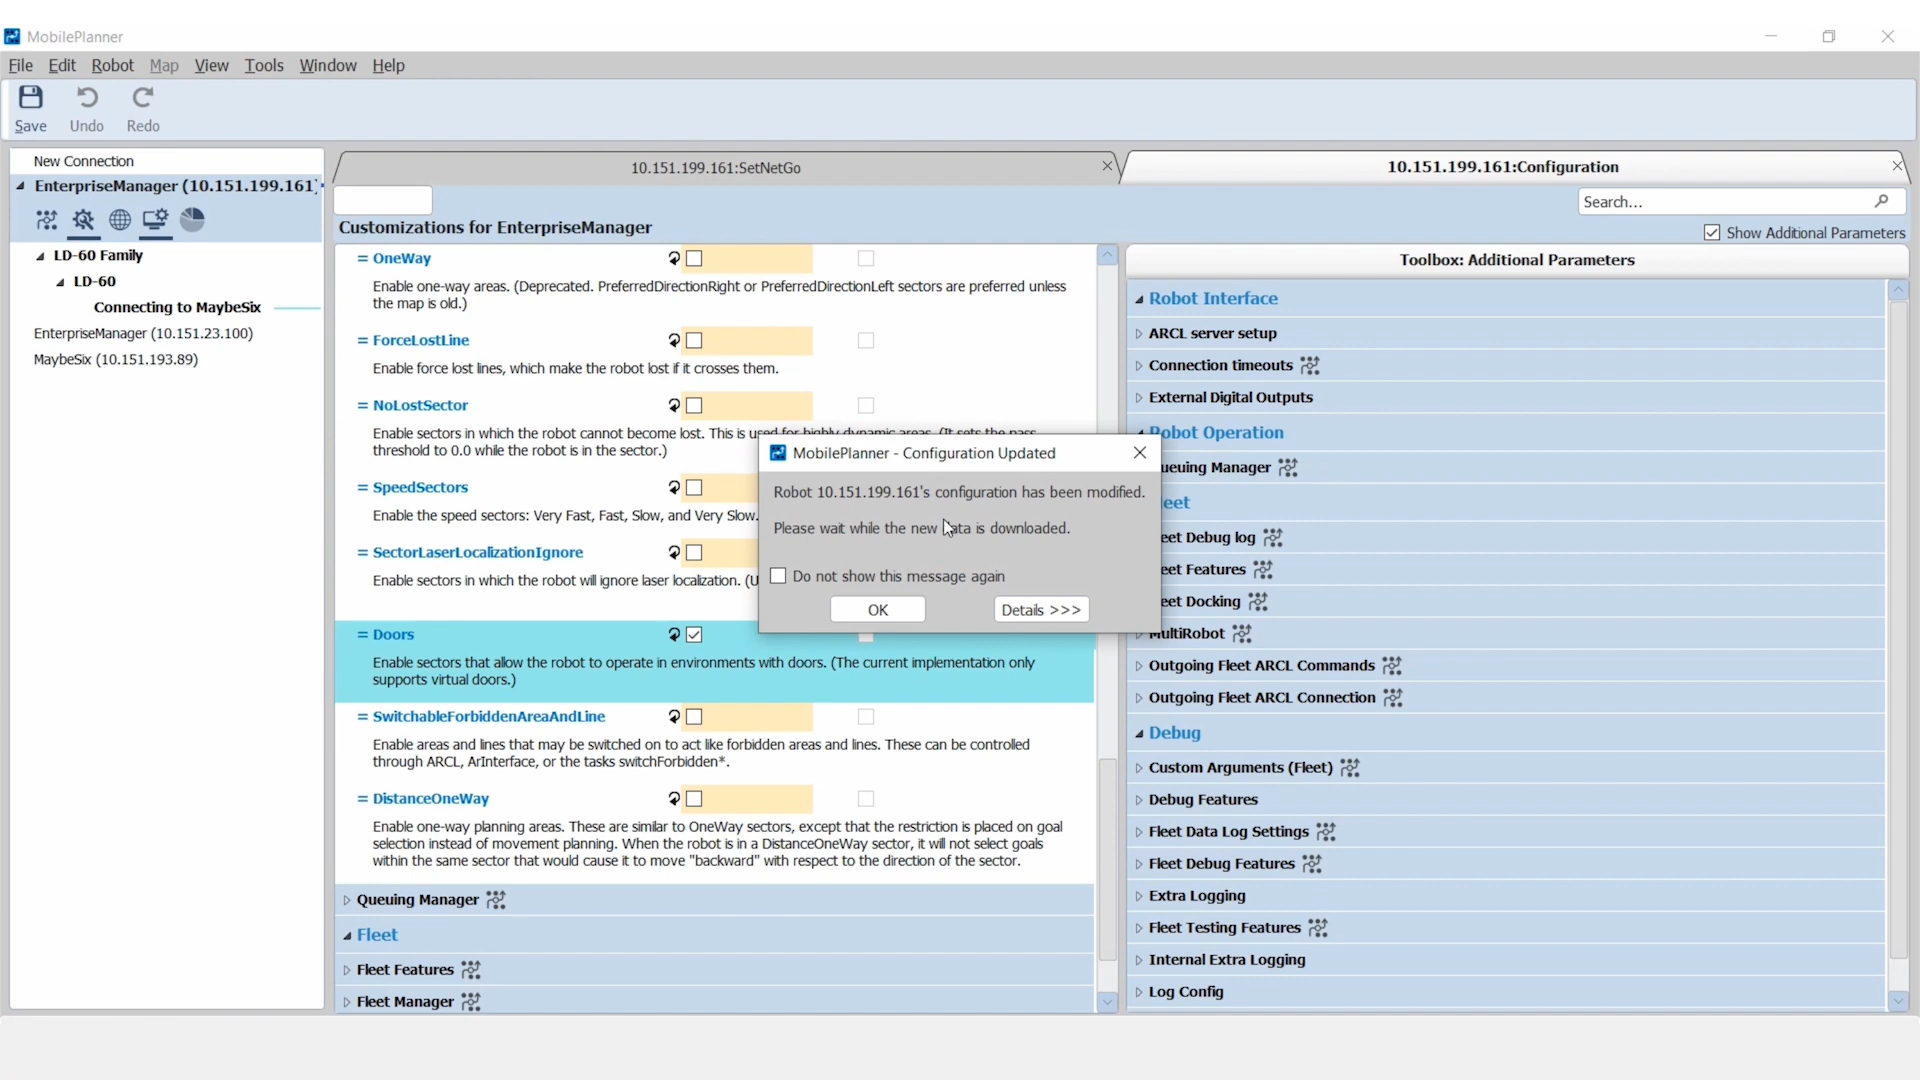 MobilePlanner
File Edit Robot Map View Tools Window Help
Save Undo Redo
New Connection
EnterpriseManager (10.151.199.161)
LD-60 Family
LD-60
Connecting to MaybeSix
EnterpriseManager (10.151.23.100)
MaybeSix (10.151.193.89)
10.151.199.161:SetNetGo
10.151.199.161:Configuration
Search...
Customizations for EnterpriseManager
Show Additional Parameters
= OneWay
Enable one-way areas. (Deprecated. PreferredDirectionRight or PreferredDirectionLeft sectors are preferred unless
the map is old.)
= ForceLostLine
Enable force lost lines, which make the robot lost if it crosses them.
= NoLostSector
Enable sectors in which the robot cannot become lost. This is used for highly dynamic areas. (It sets the pass
threshold to 0.0 while the robot is in the sector.)
= SpeedSectors
Enable the speed sectors: Very Fast, Fast, Slow, and Very Slow.
= SectorLaserLocalizationIgnore
Enable sectors in which the robot will ignore laser localization. (U
= Doors
Enable sectors that allow the robot to operate in environments with doors. (The current implementation only
supports virtual doors.)
= SwitchableForbiddenAreaAndLine
Enable areas and lines that may be switched on to act like forbidden areas and lines. These can be controlled
through ARCL, ArInterface, or the tasks switchForbidden*.
= DistanceOneWay
Enable one-way planning areas. These are similar to OneWay sectors, except that the restriction is placed on goal
selection instead of movement planning. When the robot is in a DistanceOneWay sector, it will not select goals
within the same sector that would cause it to move "backward" with respect to the direction of the sector.
Queuing Manager
Fleet
Fleet Features
Fleet Manager
MobilePlanner - Configuration Updated
Robot 10.151.199.161's configuration has been modified.
Please wait while the new data is downloaded.
Do not show this message again
OK Details >>>
Toolbox: Additional Parameters
Robot Interface
ARCL server setup
Connection timeouts
External Digital Outputs
Robot Operation
ueuing Manager
eet
eet Debug log
eet Features
eet Docking
MultiRobot
Outgoing Fleet ARCL Commands
Outgoing Fleet ARCL Connection
Debug
Custom Arguments (Fleet)
Debug Features
Fleet Data Log Settings
Fleet Debug Features
Extra Logging
Fleet Testing Features
Internal Extra Logging
Log Config